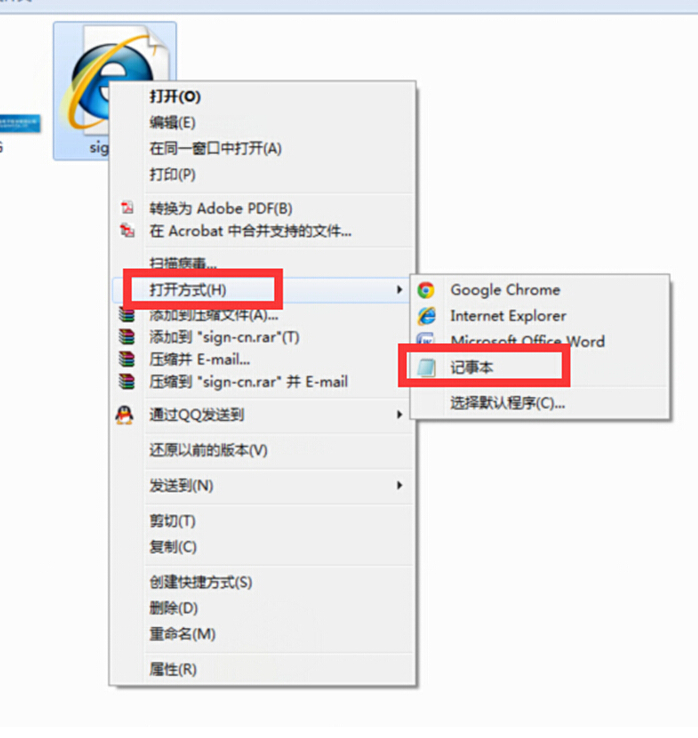 sig
打开(O)
编辑(E)
在同一窗口中打开(A)
打印(P)
转换为 Adobe PDF(B)
在 Acrobat 中合并支持的文件...
扫描病毒...
打开方式(H)
添加到压缩文件(A)...
添加到 "sign-cn.rar"(T)
压缩并 E-mail...
压缩到 "sign-cn.rar" 并 E-mail
通过QQ发送到
还原以前的版本(V)
发送到(N)
剪切(T)
复制(C)
创建快捷方式(S)
删除(D)
重命名(M)
属性(R)
Google Chrome
Internet Explorer
Microsoft Office Word
记事本
选择默认程序(C)...